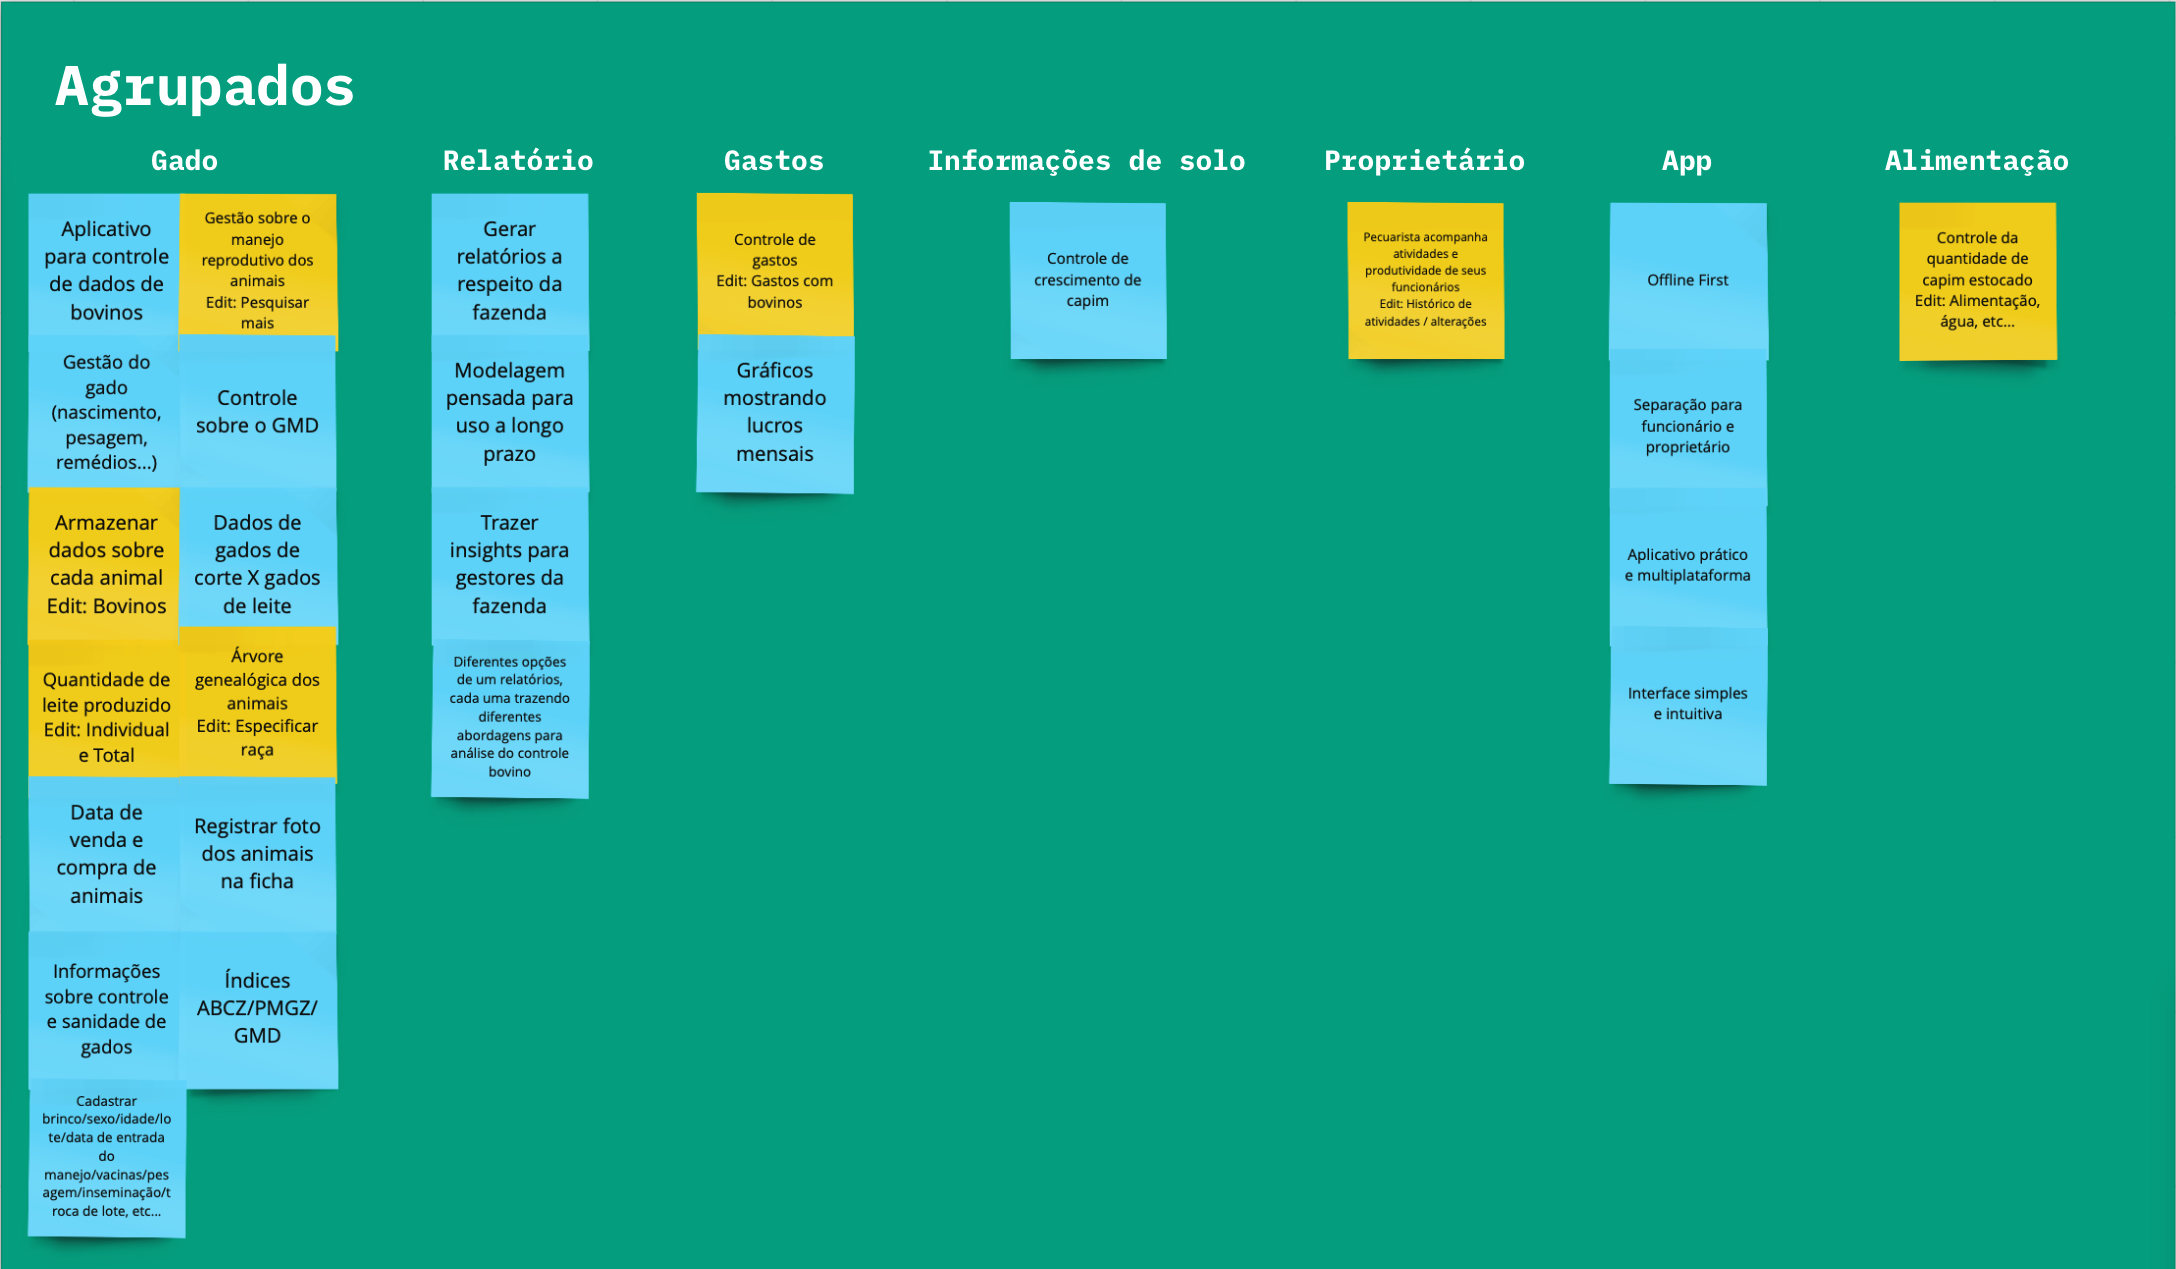 Agrupados
Gado
Aplicativo
para controle
de dados de
bovinos
Gestão sobre o
manejo
reprodutivo dos
animais
Edit: Pesquisar
mais
Gestão do
gado
(nascimento,
pesagem,
remédios...)
Controle
sobre o GMD
Armazenar
dados sobre
cada animal
Edit: Bovinos
Dados de
gados de
corte X gados
de leite
Quantidade de
leite produzido
Edit: Individual
e Total
Árvore
genealógica dos
animais
Edit: Especificar
raça
Data de
venda e
compra de
animais
Registrar foto
dos animais
na ficha
Informações
sobre controle
e sanidade de
gados
Índices
ABCZ/PMGZ/
GMD
Cadastrar
brinco/sexo/idade/lo
te/data de entrada
do
manejo/vacinas/pes
agem/inseminação/t
roca de lote, etc...
Relatório
Gerar
relatórios a
respeito da
fazenda
Modelagem
pensada para
uso a longo
prazo
Trazer
insights para
gestores da
fazenda
Diferentes opções
de um relatórios,
cada uma trazendo
diferentes
abordagens para
análise do controle
bovino
Gastos
Controle de
gastos
Edit: Gastos com
bovinos
Gráficos
mostrando
lucros
mensais
Informações de solo
Controle de
crescimento de
capim
Proprietário
Pecuarista acompanha
atividades e
produtividade de seus
funcionários
Edit: Histórico de
atividades / alterações
App
Offline First
Separação para
funcionário e
proprietário
Aplicativo prático
e multiplataforma
Interface simples
e intuitiva
Alimentação
Controle da
quantidade de
capim estocado
Edit: Alimentação,
água, etc...